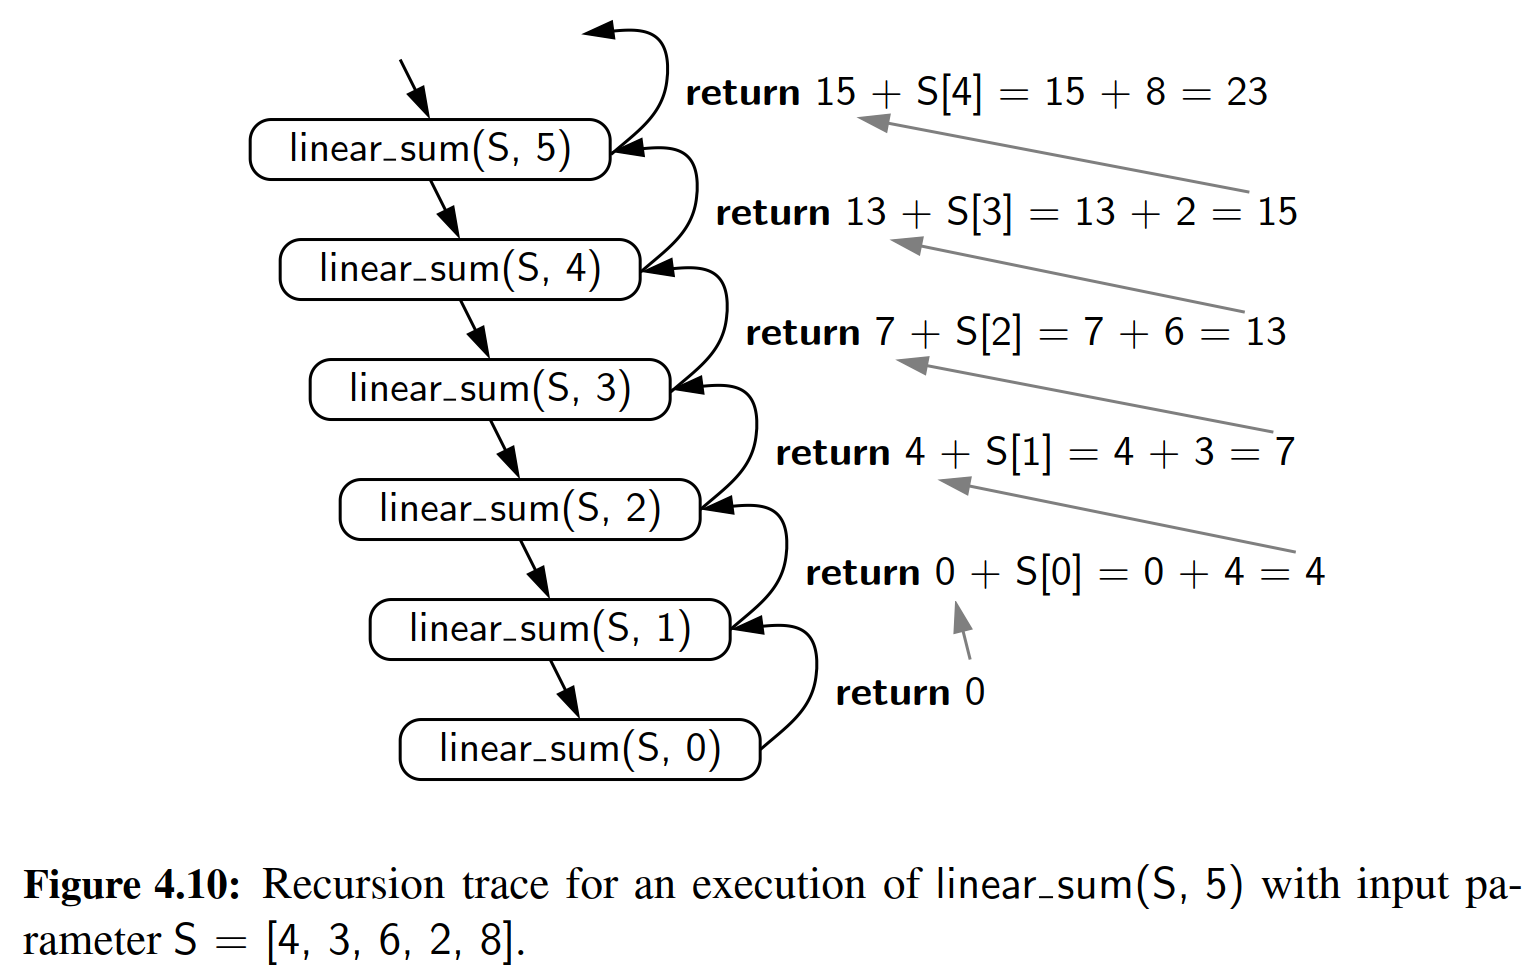 return 15 + S[4] = 15 + 8 = 23
linear_sum(S, 5)
return 13 + S[3] = 13 + 2 = 15
linear_sum(S, 4)
return 7 + S[2] = 7 + 6 = 13
linear_sum(S, 3)
return 4 + S[1] = 4 + 3 = 7
linear_sum(S, 2)
return 0 + S[0] = 0 + 4 = 4
linear_sum(S, 1)
return 0
linear_sum(S, 0)
Figure 4.10: Recursion trace for an execution of linear_sum(S, 5) with input pa-
rameter S = [4, 3, 6, 2, 8].